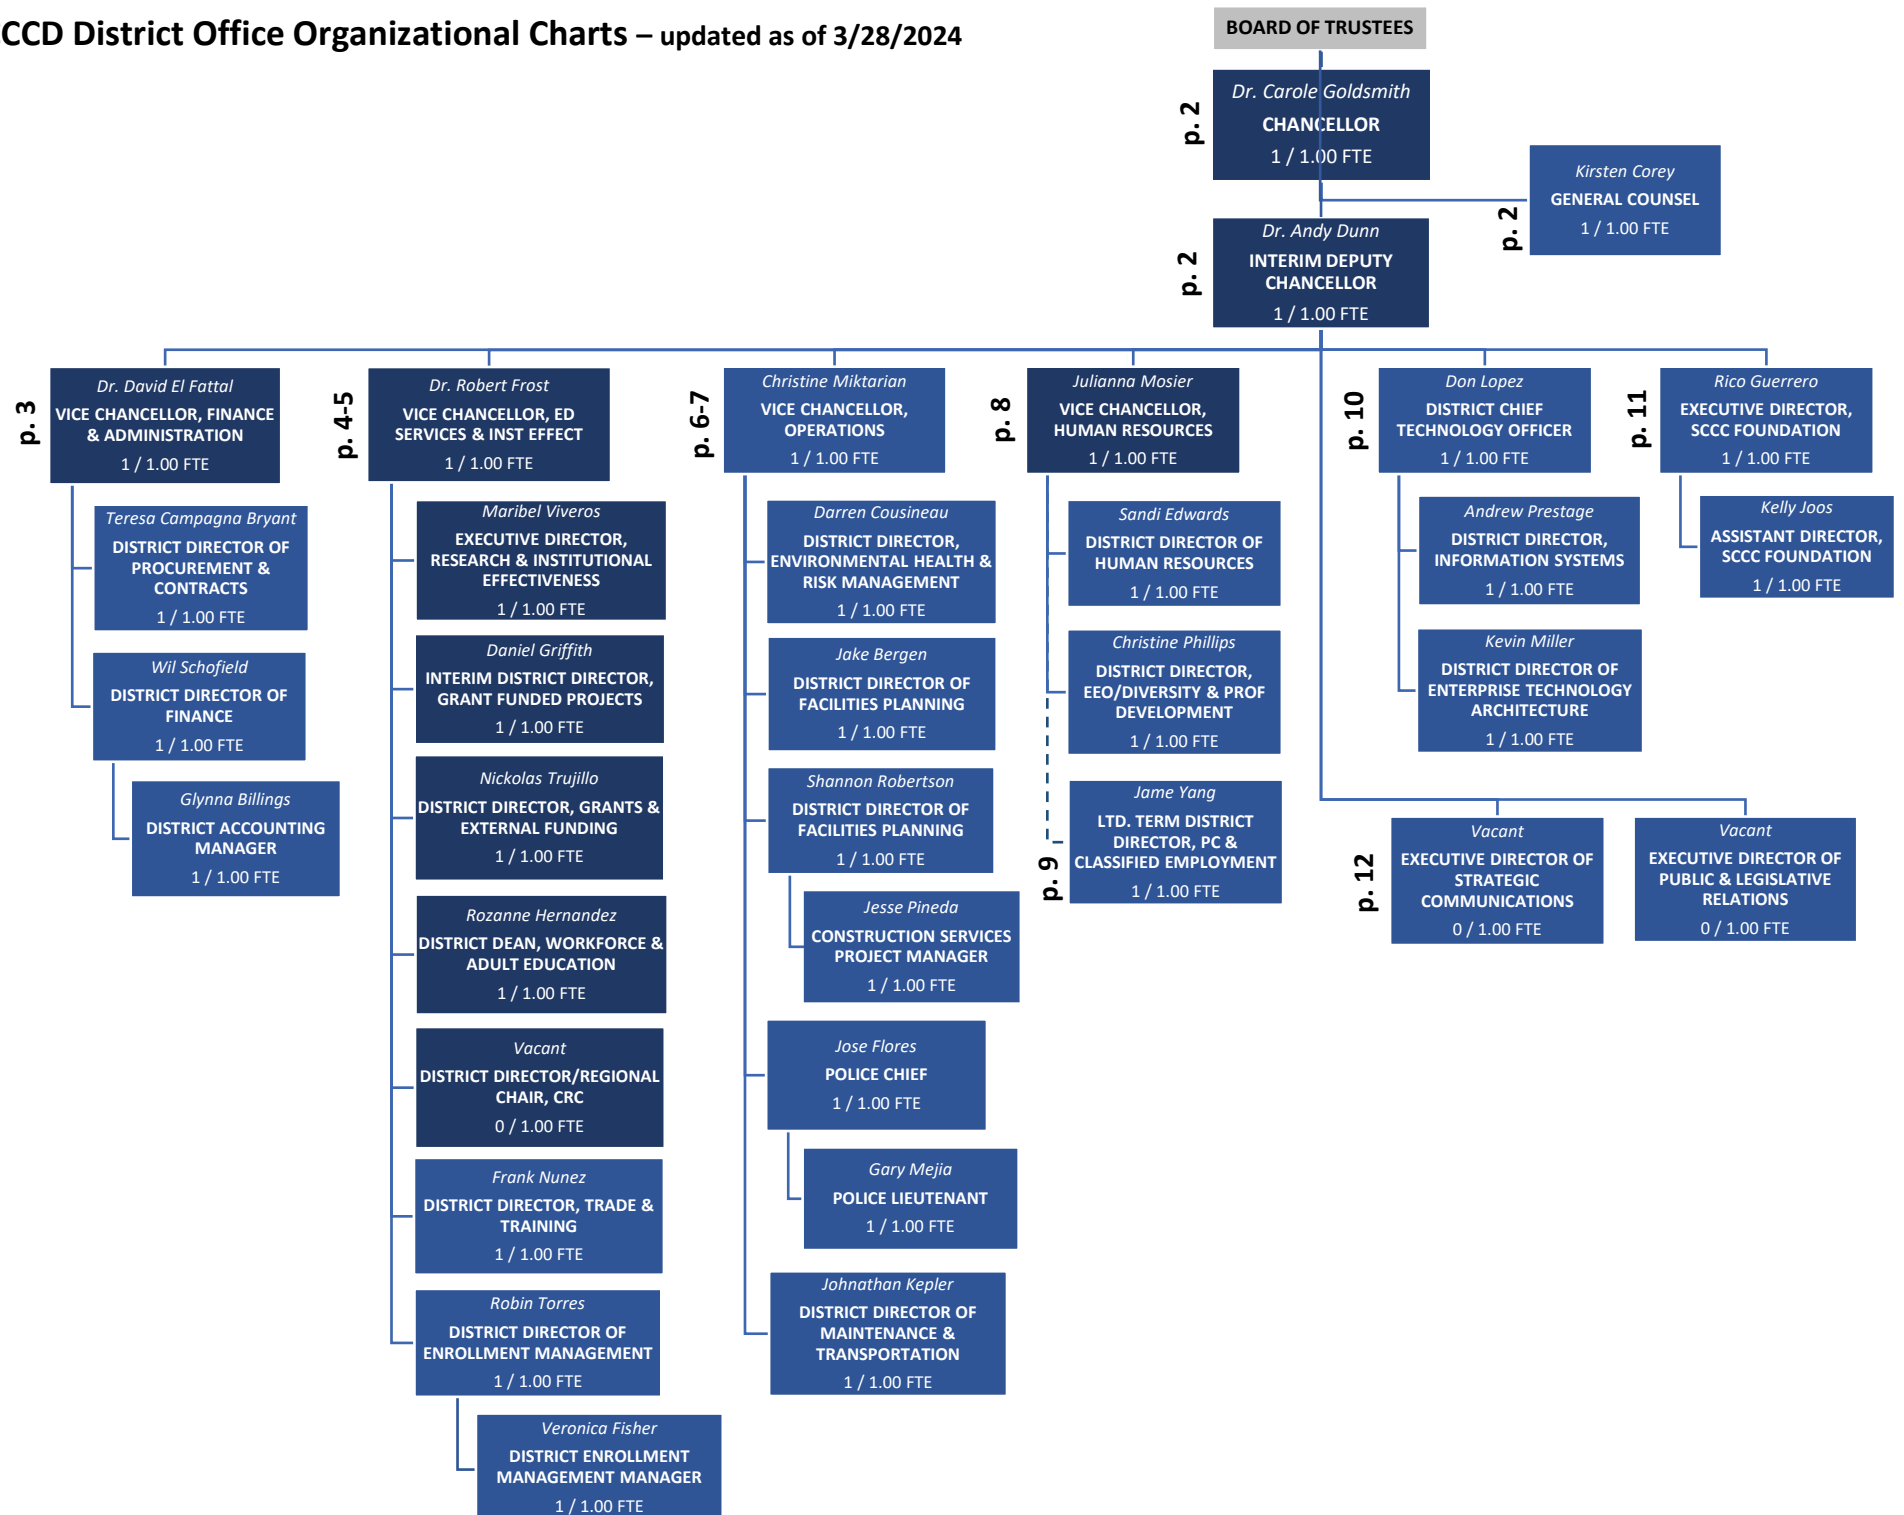 CCD District Office Organizational Charts – updated as of 3/28/2024
BOARD OF TRUSTEES
p. 2
Dr. Carole Goldsmith
CHANCELLOR
1 / 1.00 FTE
p. 2
Kirsten Corey
GENERAL COUNSEL
1 / 1.00 FTE
p. 2
Dr. Andy Dunn
INTERIM DEPUTY
CHANCELLOR
1 / 1.00 FTE
p. 3
Dr. David El Fattal
VICE CHANCELLOR, FINANCE
& ADMINISTRATION
1 / 1.00 FTE
Teresa Campagna Bryant
DISTRICT DIRECTOR OF
PROCUREMENT &
CONTRACTS
1 / 1.00 FTE
Wil Schofield
DISTRICT DIRECTOR OF
FINANCE
1 / 1.00 FTE
Glynna Billings
DISTRICT ACCOUNTING
MANAGER
1 / 1.00 FTE
p. 4-5
Dr. Robert Frost
VICE CHANCELLOR, ED
SERVICES & INST EFFECT
1 / 1.00 FTE
Maribel Viveros
EXECUTIVE DIRECTOR,
RESEARCH & INSTITUTIONAL
EFFECTIVENESS
1 / 1.00 FTE
Daniel Griffith
INTERIM DISTRICT DIRECTOR,
GRANT FUNDED PROJECTS
1 / 1.00 FTE
Nickolas Trujillo
DISTRICT DIRECTOR, GRANTS &
EXTERNAL FUNDING
1 / 1.00 FTE
Rozanne Hernandez
DISTRICT DEAN, WORKFORCE &
ADULT EDUCATION
1 / 1.00 FTE
Vacant
DISTRICT DIRECTOR/REGIONAL
CHAIR, CRC
0 / 1.00 FTE
Frank Nunez
DISTRICT DIRECTOR, TRADE &
TRAINING
1 / 1.00 FTE
Robin Torres
DISTRICT DIRECTOR OF
ENROLLMENT MANAGEMENT
1 / 1.00 FTE
Veronica Fisher
DISTRICT ENROLLMENT
MANAGEMENT MANAGER
1 / 1.00 FTE
p. 6-7
Christine Miktarian
VICE CHANCELLOR,
OPERATIONS
1 / 1.00 FTE
Darren Cousineau
DISTRICT DIRECTOR,
ENVIRONMENTAL HEALTH &
RISK MANAGEMENT
1 / 1.00 FTE
Jake Bergen
DISTRICT DIRECTOR OF
FACILITIES PLANNING
1 / 1.00 FTE
Shannon Robertson
DISTRICT DIRECTOR OF
FACILITIES PLANNING
1 / 1.00 FTE
Jesse Pineda
CONSTRUCTION SERVICES
PROJECT MANAGER
1 / 1.00 FTE
Jose Flores
POLICE CHIEF
1 / 1.00 FTE
Gary Mejia
POLICE LIEUTENANT
1 / 1.00 FTE
Johnathan Kepler
DISTRICT DIRECTOR OF
MAINTENANCE &
TRANSPORTATION
1 / 1.00 FTE
p. 8
Julianna Mosier
VICE CHANCELLOR,
HUMAN RESOURCES
1 / 1.00 FTE
Sandi Edwards
DISTRICT DIRECTOR OF
HUMAN RESOURCES
1 / 1.00 FTE
Christine Phillips
DISTRICT DIRECTOR,
EEO/DIVERSITY & PROF
DEVELOPMENT
1 / 1.00 FTE
p. 9
Jame Yang
LTD. TERM DISTRICT
DIRECTOR, PC &
CLASSIFIED EMPLOYMENT
1 / 1.00 FTE
p. 10
Don Lopez
DISTRICT CHIEF
TECHNOLOGY OFFICER
1 / 1.00 FTE
Andrew Prestage
DISTRICT DIRECTOR,
INFORMATION SYSTEMS
1 / 1.00 FTE
Kevin Miller
DISTRICT DIRECTOR OF
ENTERPRISE TECHNOLOGY
ARCHITECTURE
1 / 1.00 FTE
p. 11
Rico Guerrero
EXECUTIVE DIRECTOR,
SCCC FOUNDATION
1 / 1.00 FTE
Kelly Joos
ASSISTANT DIRECTOR,
SCCC FOUNDATION
1 / 1.00 FTE
p. 12
Vacant
EXECUTIVE DIRECTOR OF
STRATEGIC
COMMUNICATIONS
0 / 1.00 FTE
Vacant
EXECUTIVE DIRECTOR OF
PUBLIC & LEGISLATIVE
RELATIONS
0 / 1.00 FTE